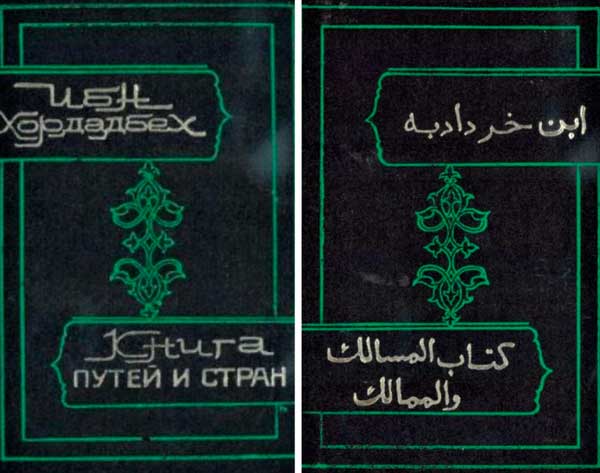 Ибн
Хордадбех
Книга
ПУТЕЙ И СТРАН
ابن خردادبه
كتاب المسالك
والممالك